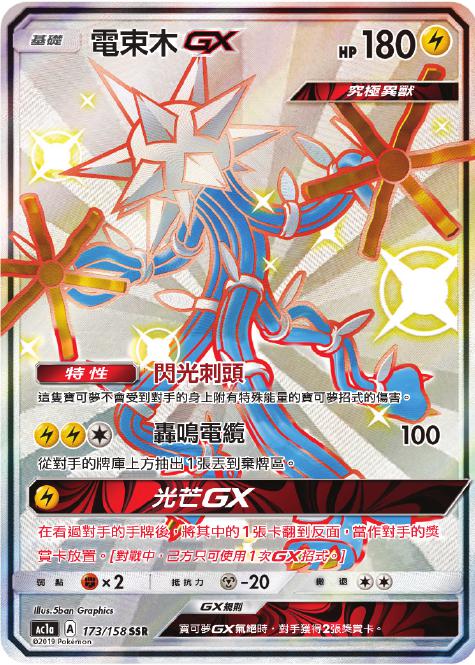 基礎 電束木GX HP 180
究極異獸
特性 閃光刺頭
這隻寶可夢不會受到對手的身上附有特殊能量的寶可夢招式的傷害。
轟鳴電纜 100
從對手的牌庫上方抽出1張丟到棄牌區。
光芒GX
在看過對手的手牌後，將其中的1張卡翻到反面，當作對手的獎
賞卡放置。[對戰中，己方只可使用1次GX招式。]
弱點 ×2 抵抗力 -20 撤退
Illus.5ban Graphics GX規則
AC1a A 173/158 SSR 寶可夢GX氣絕時，對手獲得2張獎賞卡。
©2019 Pokémon